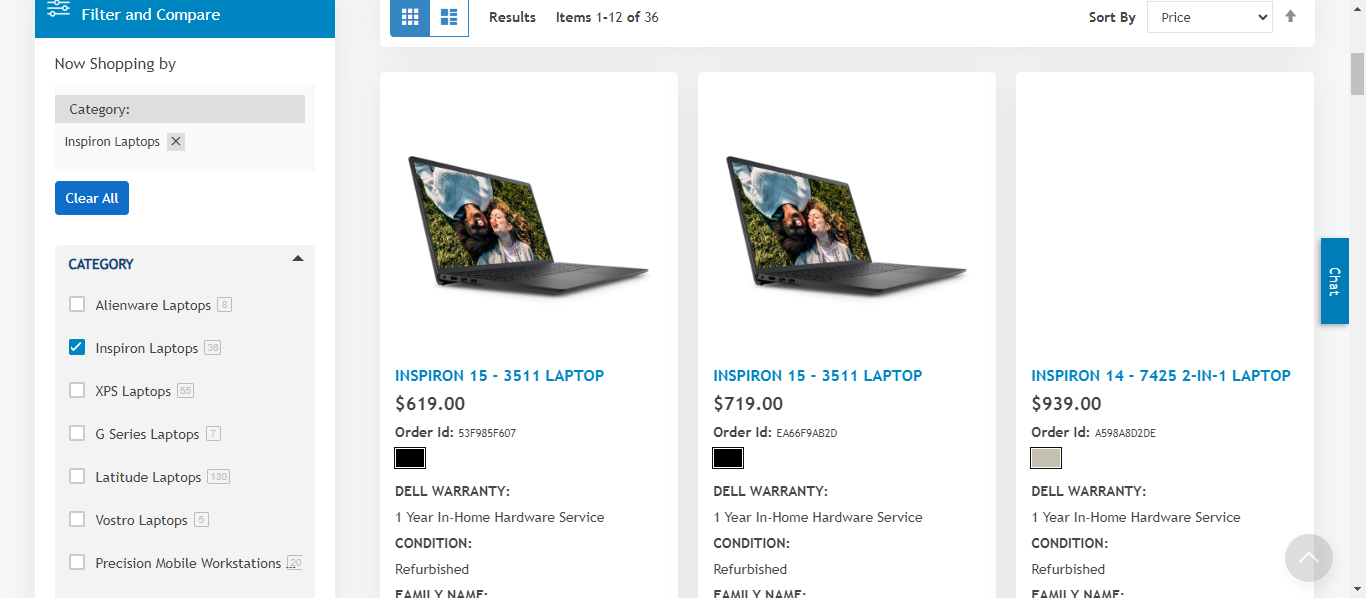 Filter and Compare
Results Items 1-12 of 36
Sort By Price
Now Shopping by
Category:
Inspiron Laptops
Clear All
CATEGORY
Alienware Laptops 8
Inspiron Laptops 36
XPS Laptops 55
G Series Laptops 7
Latitude Laptops 130
Vostro Laptops 5
Precision Mobile Workstations ... 20
INSPIRON 15 - 3511 LAPTOP
$619.00
Order Id: 53F985F607
DELL WARRANTY:
1 Year In-Home Hardware Service
CONDITION:
Refurbished
FAMILY NAME:
INSPIRON 15 - 3511 LAPTOP
$719.00
Order Id: EA66F9AB2D
DELL WARRANTY:
1 Year In-Home Hardware Service
CONDITION:
Refurbished
FAMILY NAME:
INSPIRON 14 - 7425 2-IN-1 LAPTOP
$939.00
Order Id: A598A8D2DE
DELL WARRANTY:
1 Year In-Home Hardware Service
CONDITION:
Refurbished
FAMILY NAME:
Chat